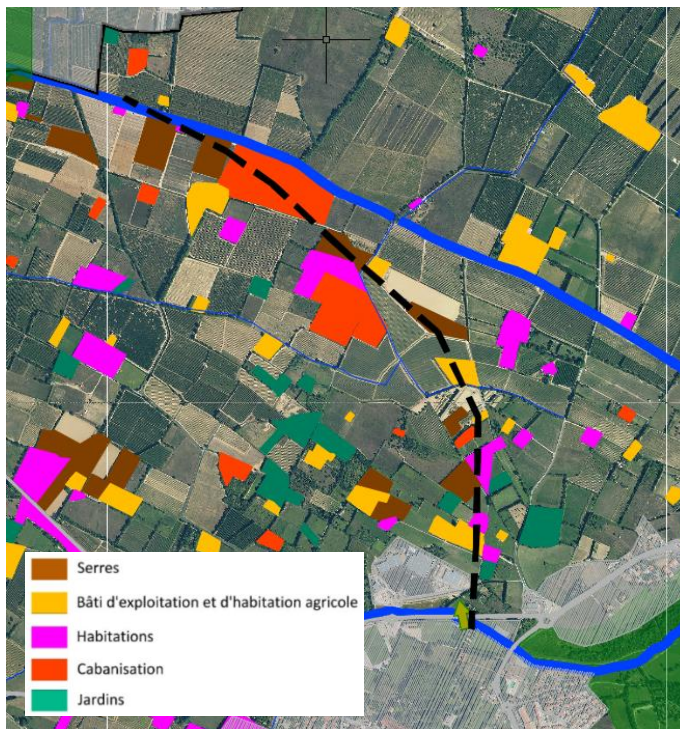 Serres
Bâti d'exploitation et d'habitation agricole
Habitations
Cabanisation
Jardins